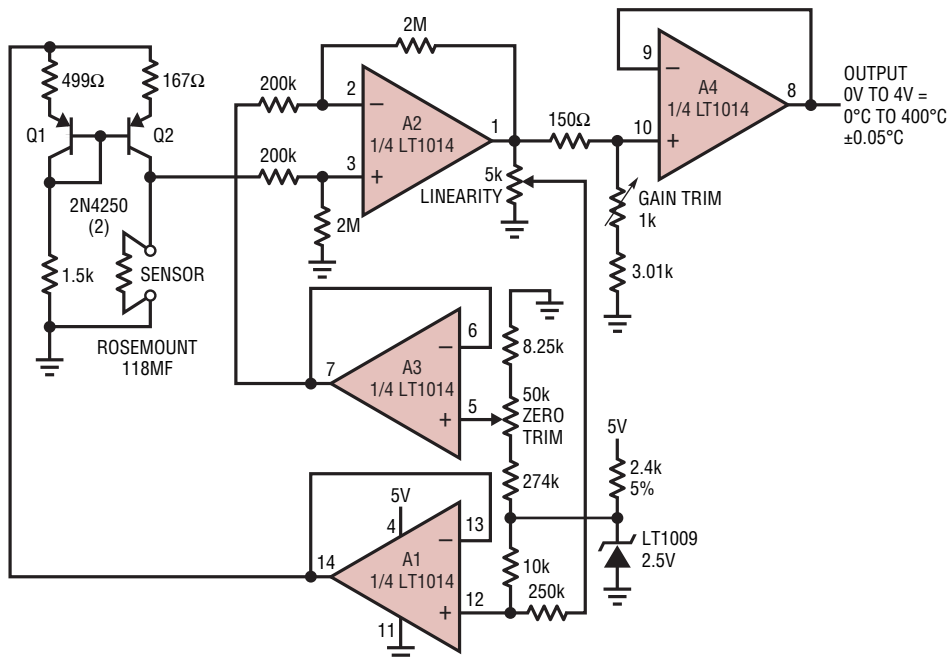 2M
499Ω
167Ω
Q1
Q2
200k
200k
2
3
−
+
A2
1/4 LT1014
1
2M
150Ω
5k
LINEARITY
9
10
−
+
A4
1/4 LT1014
8
OUTPUT
0V TO 4V =
0°C TO 400°C
±0.05°C
GAIN TRIM
1k
3.01k
2N4250
(2)
1.5k
SENSOR
ROSEMOUNT
118MF
7
A3
1/4 LT1014
−
+
6
5
8.25k
50k
ZERO
TRIM
274k
5V
2.4k
5%
LT1009
2.5V
5V
4
14
A1
1/4 LT1014
−
+
13
12
11
10k
250k